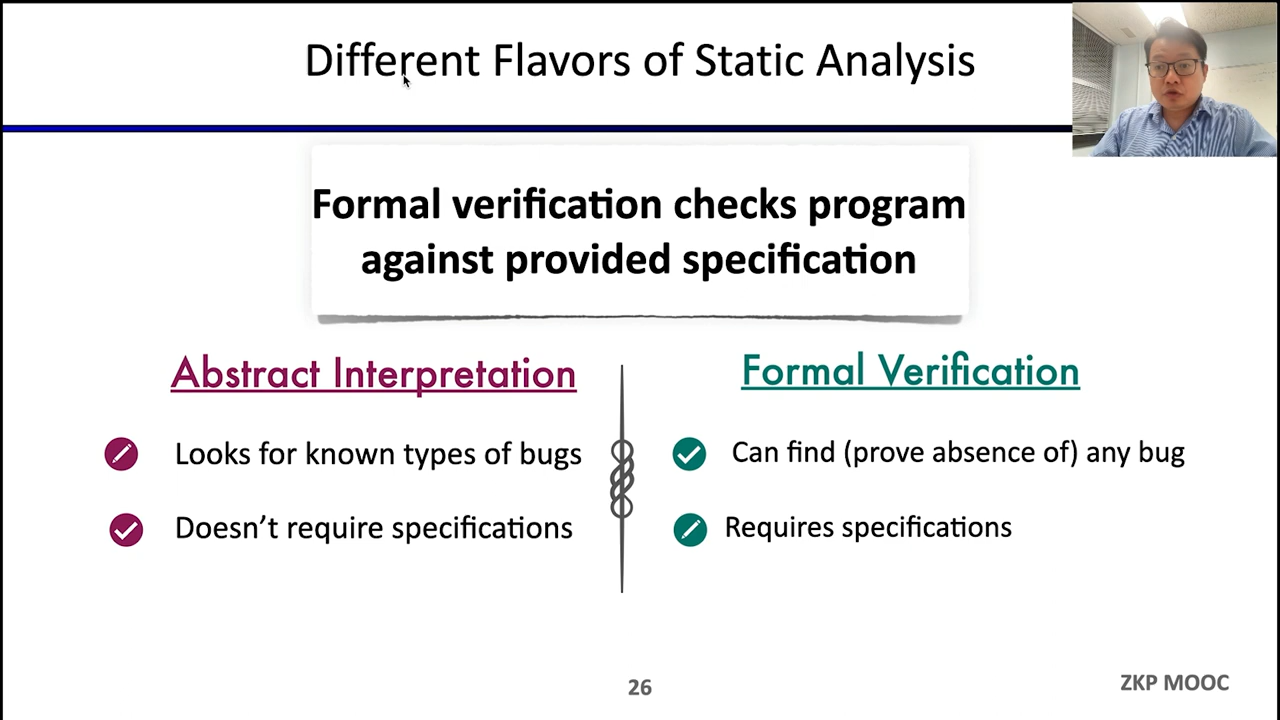 Different Flavors of Static Analysis
Formal verification checks program
against provided specification
Abstract Interpretation
Looks for known types of bugs
Doesn’t require specifications
Formal Verification
Can find (prove absence of) any bug
Requires specifications
26
ZKP MOOC